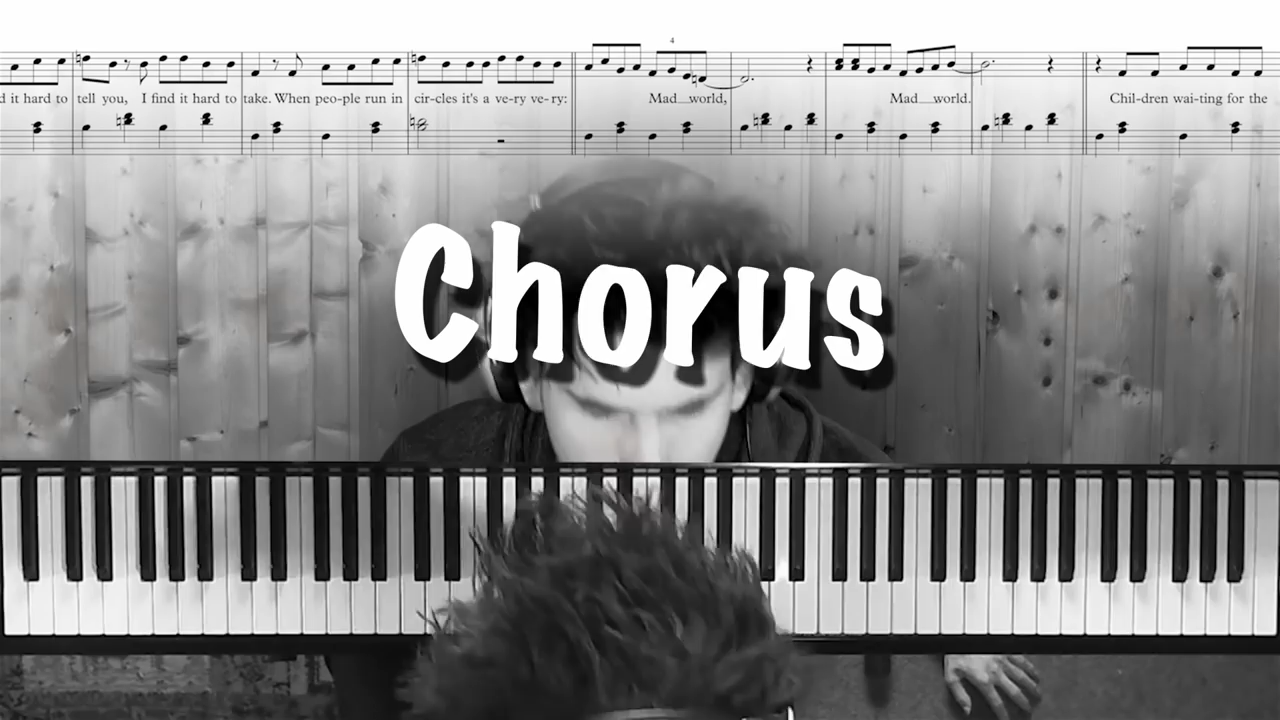 4
d it hard to tell you, I find it hard to take. When peo-ple run in cir-cles it's a ve-ry ve-ry: Mad world, Mad world. Chil-dren wai-ting for the
Chorus